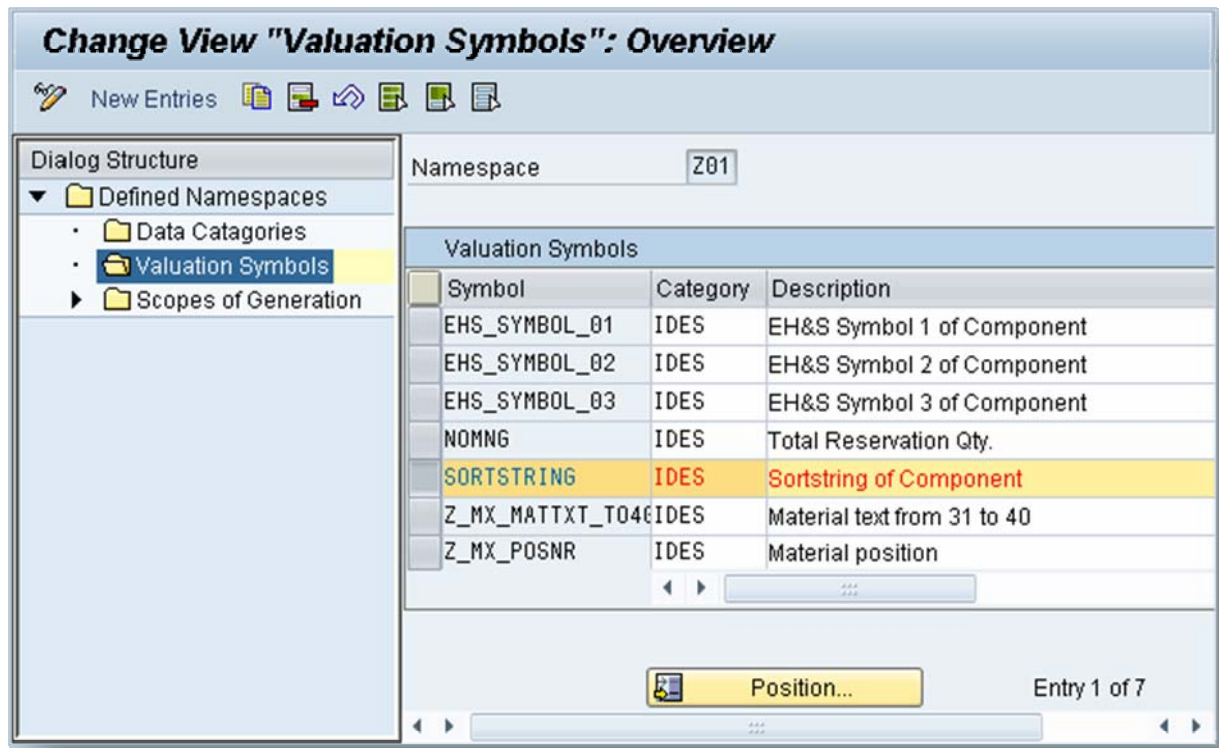 Change View "Valuation Symbols": Overview
New Entries
Dialog Structure
Defined Namespaces
Data Catagories
Valuation Symbols
Scopes of Generation
Namespace Z01
Valuation Symbols
Symbol Category Description
EHS_SYMBOL_01 IDES EH&S Symbol 1 of Component
EHS_SYMBOL_02 IDES EH&S Symbol 2 of Component
EHS_SYMBOL_03 IDES EH&S Symbol 3 of Component
NOMNG IDES Total Reservation Qty.
SORTSTRING IDES Sortstring of Component
Z_MX_MATTXT_TO40 IDES Material text from 31 to 40
Z_MX_POSNR IDES Material position
Position... Entry 1 of 7